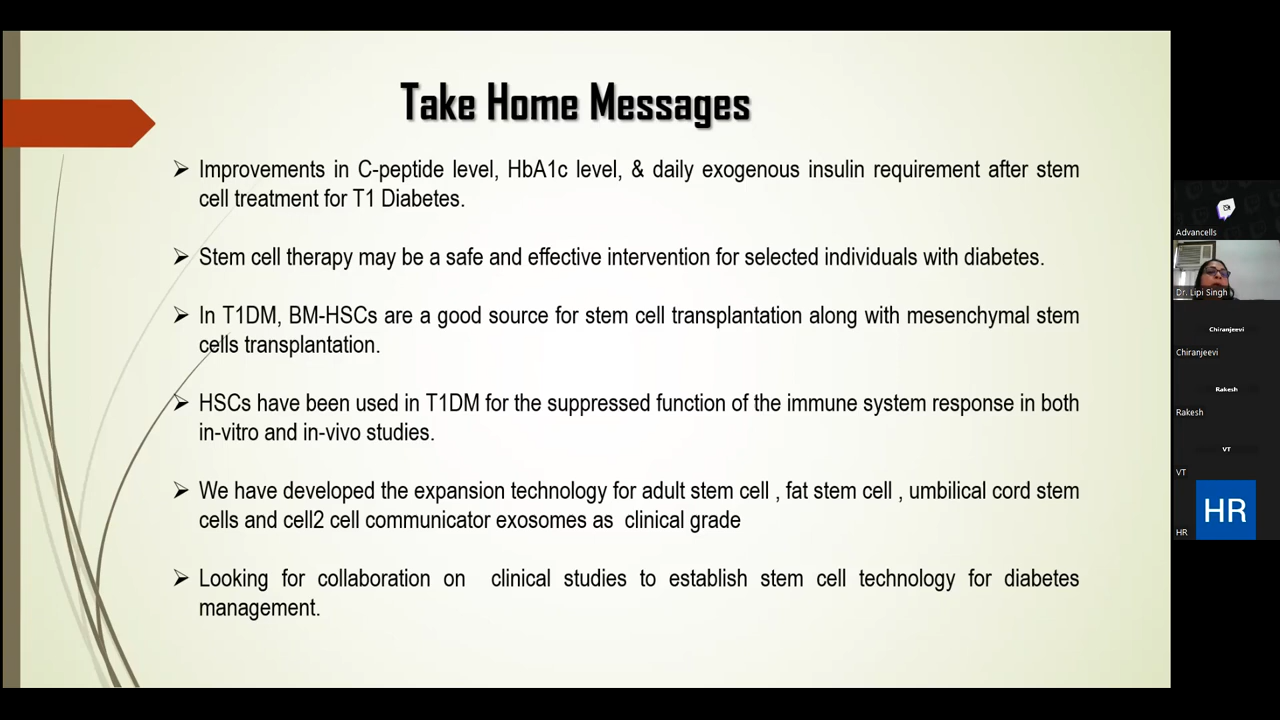 Take Home Messages
Improvements in C-peptide level, HbA1c level, & daily exogenous insulin requirement after stem
cell treatment for T1 Diabetes.
Stem cell therapy may be a safe and effective intervention for selected individuals with diabetes.
In T1DM, BM-HSCs are a good source for stem cell transplantation along with mesenchymal stem
cells transplantation.
HSCs have been used in T1DM for the suppressed function of the immune system response in both
in-vitro and in-vivo studies.
We have developed the expansion technology for adult stem cell , fat stem cell , umbilical cord stem
cells and cell2 cell communicator exosomes as  clinical grade
Looking for collaboration on  clinical studies to establish stem cell technology for diabetes
management.
Advancells
Dr. Lipi Singh
Chiranjeevi
Chiranjeevi
Rakesh
Rakesh
VT
VT
HR
HR